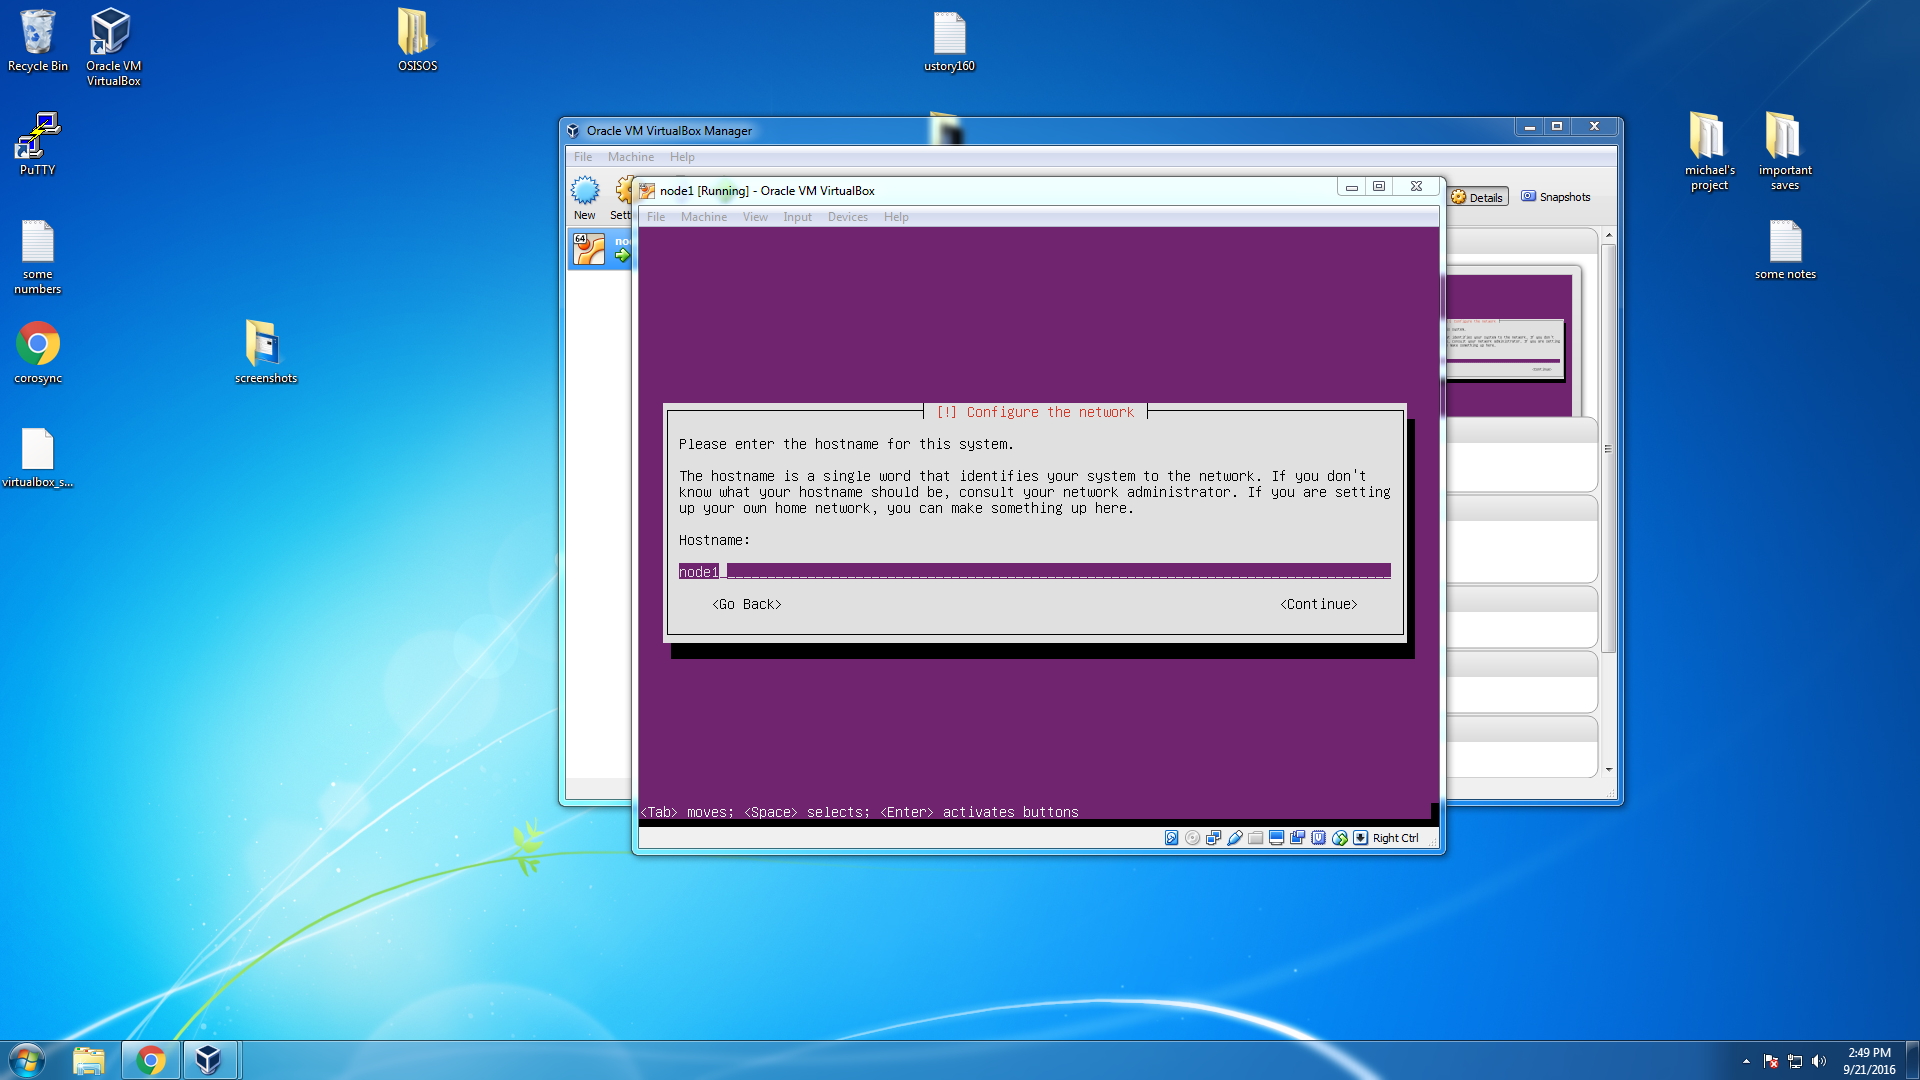 Recycle Bin
Oracle VM
VirtualBox
OSISOS
ustory160
PuTTY
michael's
project
important
saves
some
numbers
some notes
corosync
screenshots
virtualbox_s...
Oracle VM VirtualBox Manager
File Machine Help
New
Sett
Details
Snapshots
64
no
node1 [Running] - Oracle VM VirtualBox
File Machine View Input Devices Help
[!] Configure the network
Please enter the hostname for this system.
The hostname is a single word that identifies your system to the network. If you don't
know what your hostname should be, consult your network administrator. If you are setting
up your own home network, you can make something up here.
Hostname:
node1
<Go Back> <Continue>
<Tab> moves; <Space> selects; <Enter> activates buttons
Right Ctrl
2:49 PM
9/21/2016